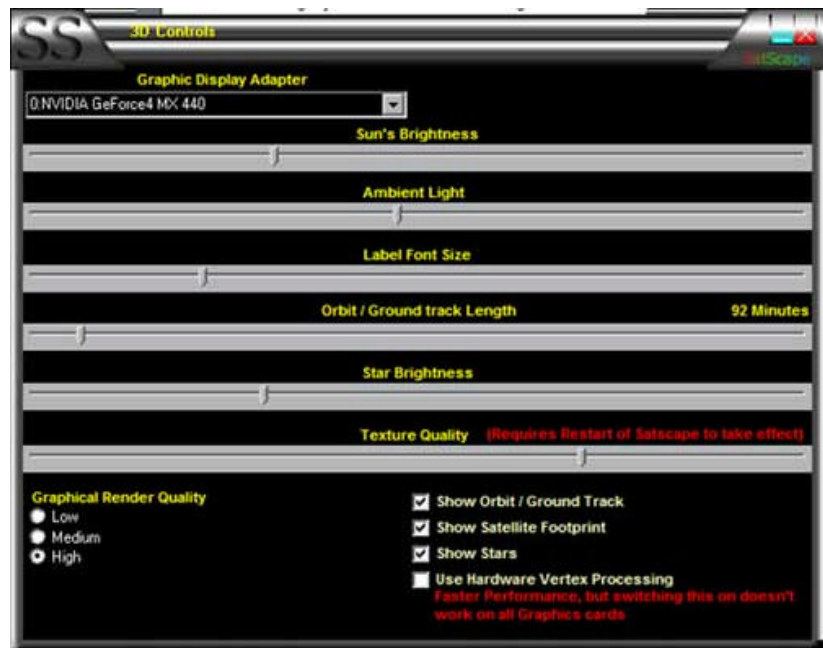 SS
3D Controls
SatScape
Graphic Display Adapter
0:NVIDIA GeForce4 MX 440
Sun's Brightness
Ambient Light
Label Font Size
Orbit / Ground track Length 92 Minutes
Star Brightness
Texture Quality (Requires Restart of Satscape to take effect)
Graphical Render Quality
Low
Medium
High
Show Orbit / Ground Track
Show Satellite Footprint
Show Stars
Use Hardware Vertex Processing
Faster Performance, but switching this on doesn't
work on all Graphics cards